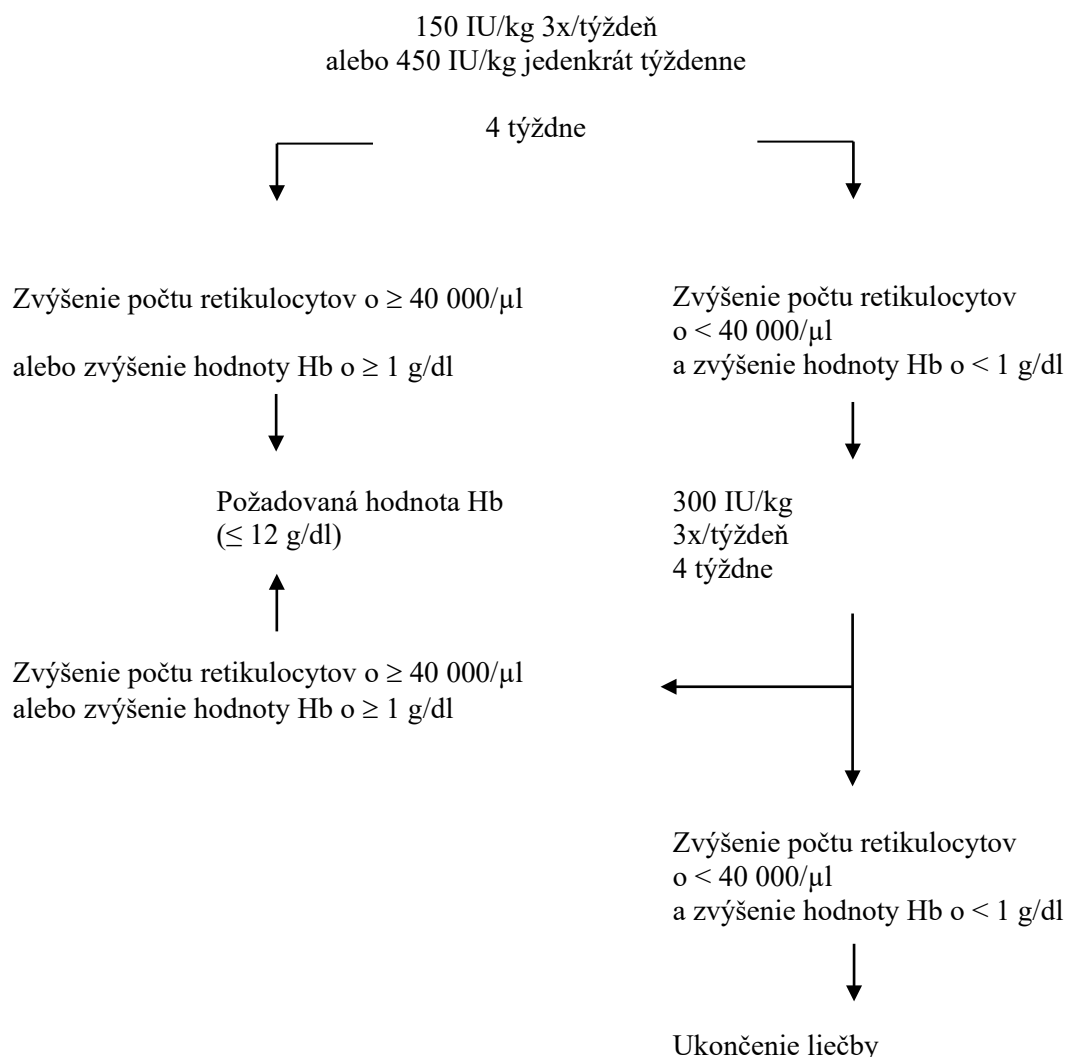 150 IU/kg 3x/týždeň
alebo 450 IU/kg jedenkrát týždenne
4 týždne
Zvýšenie počtu retikulocytov o ≥ 40 000/µl
alebo zvýšenie hodnoty Hb o ≥ 1 g/dl
Zvýšenie počtu retikulocytov
o < 40 000/µl
a zvýšenie hodnoty Hb o < 1 g/dl
Požadovaná hodnota Hb
(≤ 12 g/dl)
300 IU/kg
3x/týždeň
4 týždne
Zvýšenie počtu retikulocytov o ≥ 40 000/µl
alebo zvýšenie hodnoty Hb o ≥ 1 g/dl
Zvýšenie počtu retikulocytov
o < 40 000/µl
a zvýšenie hodnoty Hb o < 1 g/dl
Ukončenie liečby